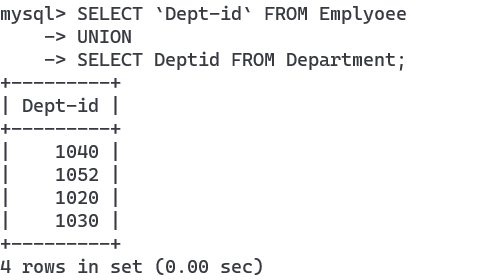 mysql> SELECT `Dept-id` FROM Emplyoee
    -> UNION
    -> SELECT Deptid FROM Department;
+---------+
| Dept-id |
+---------+
|    1040 |
|    1052 |
|    1020 |
|    1030 |
+---------+
4 rows in set (0.00 sec)